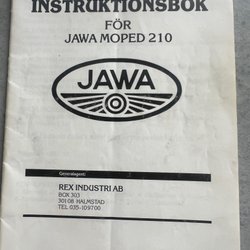 INSTRUKTIONSBOK
FÖR
JAWA MOPED 210
JAWA
Generalagent:
REX INDUSTRI AB
BOX 303
301 08 HALMSTAD
TEL 035-109700